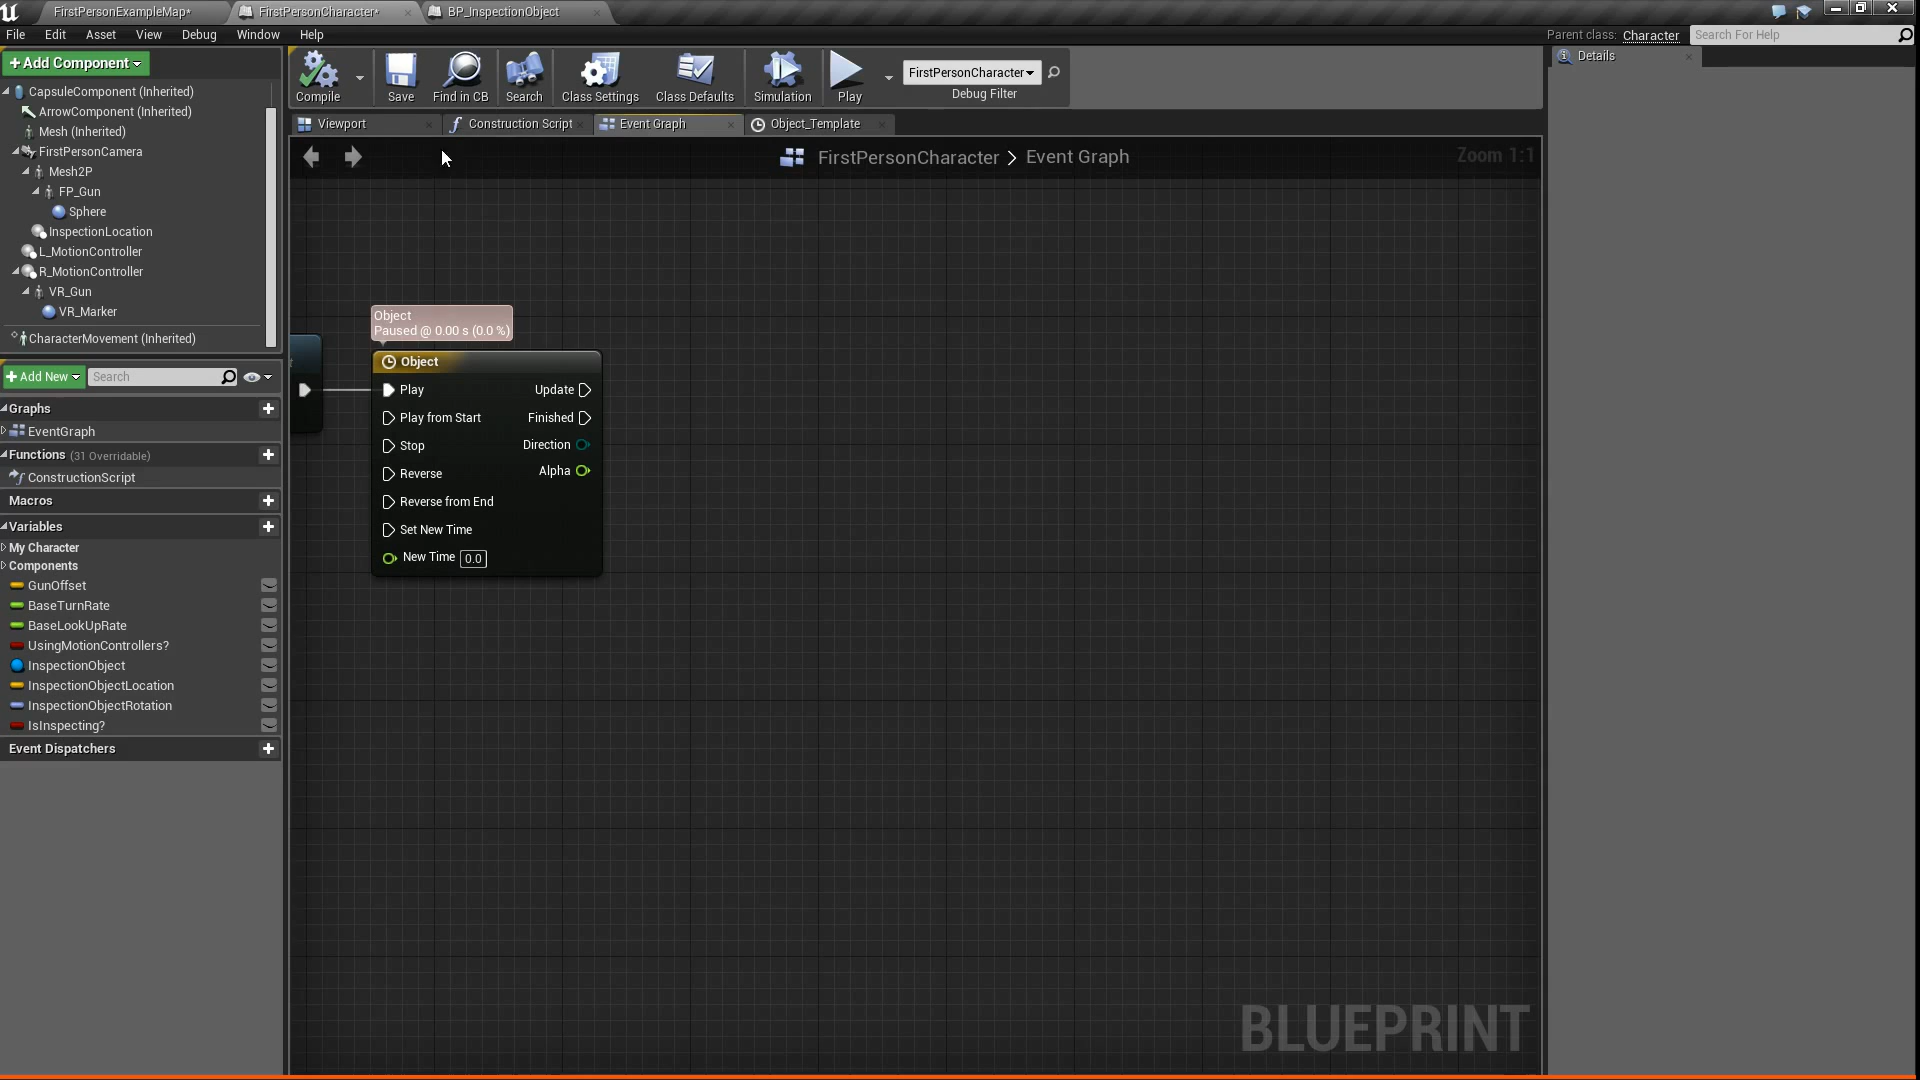 FirstPersonExampleMap*
FirstPersonCharacter*
BP_InspectionObject
File Edit Asset View Debug Window Help
Parent class: Character
Search For Help
+ Add Component
CapsuleComponent (Inherited)
ArrowComponent (Inherited)
Mesh (Inherited)
FirstPersonCamera
Mesh2P
FP_Gun
Sphere
InspectionLocation
L_MotionController
R_MotionController
VR_Gun
VR_Marker
CharacterMovement (Inherited)
+ Add New
Search
Graphs
EventGraph
Functions (31 Overridable)
ConstructionScript
Macros
Variables
My Character
Components
GunOffset
BaseTurnRate
BaseLookUpRate
UsingMotionControllers?
InspectionObject
InspectionObjectLocation
InspectionObjectRotation
IsInspecting?
Event Dispatchers
Compile
Save
Find in CB
Search
Class Settings
Class Defaults
Simulation
Play
FirstPersonCharacter
Debug Filter
Viewport
Construction Script
Event Graph
Object_Template
FirstPersonCharacter > Event Graph
Zoom 1:1
Object
Paused @ 0.00 s (0.0 %)
Object
Play
Update
Play from Start
Finished
Stop
Direction
Reverse
Alpha
Reverse from End
Set New Time
New Time 0.0
BLUEPRINT
Details